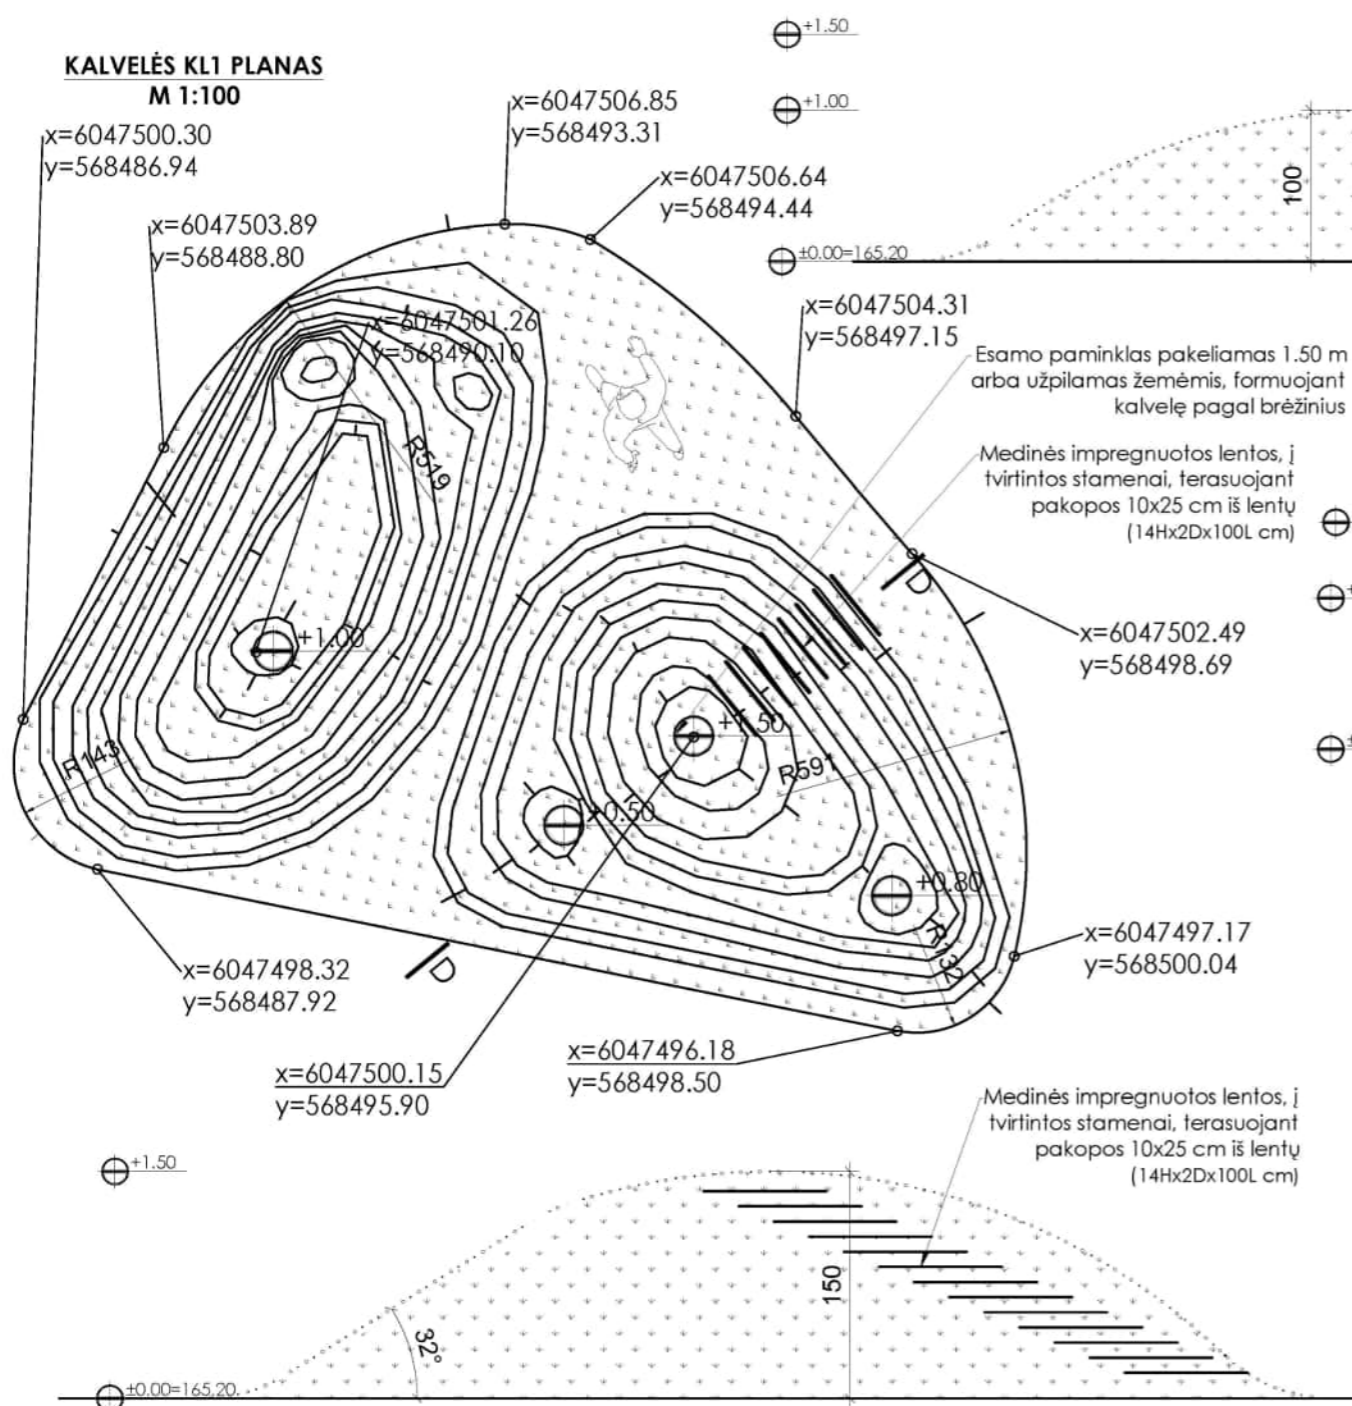 KALVELĖS KL1 PLANAS
M 1:100
x=6047500.30
y=568486.94
x=6047503.89
y=568488.80
x=6047506.85
y=568493.31
x=6047506.64
y=568494.44
+1.50
+1.00
100
±0.00=165,20
x=6047501.26
y=568490.10
x=6047504.31
y=568497.15
Esamo paminklas pakeliamas 1.50 m
arba užpilamas žemėmis, formuojant
kalvelę pagal brėžinius
R519
Medinės impregnuotos lentos, į
tvirtintos stamenai, terasuojant
pakopos 10x25 cm iš lentų
(14Hx2Dx100L cm)
D
x=6047502.49
y=568498.69
+1.00
+1.50
R143
R591
+0.50
+0.80
R132
x=6047497.17
y=568500.04
x=6047498.32
y=568487.92
D
x=6047500.15
y=568495.90
x=6047496.18
y=568498.50
Medinės impregnuotos lentos, į
tvirtintos stamenai, terasuojant
pakopos 10x25 cm iš lentų
(14Hx2Dx100L cm)
+1.50
150
32°
±0.00=165,20